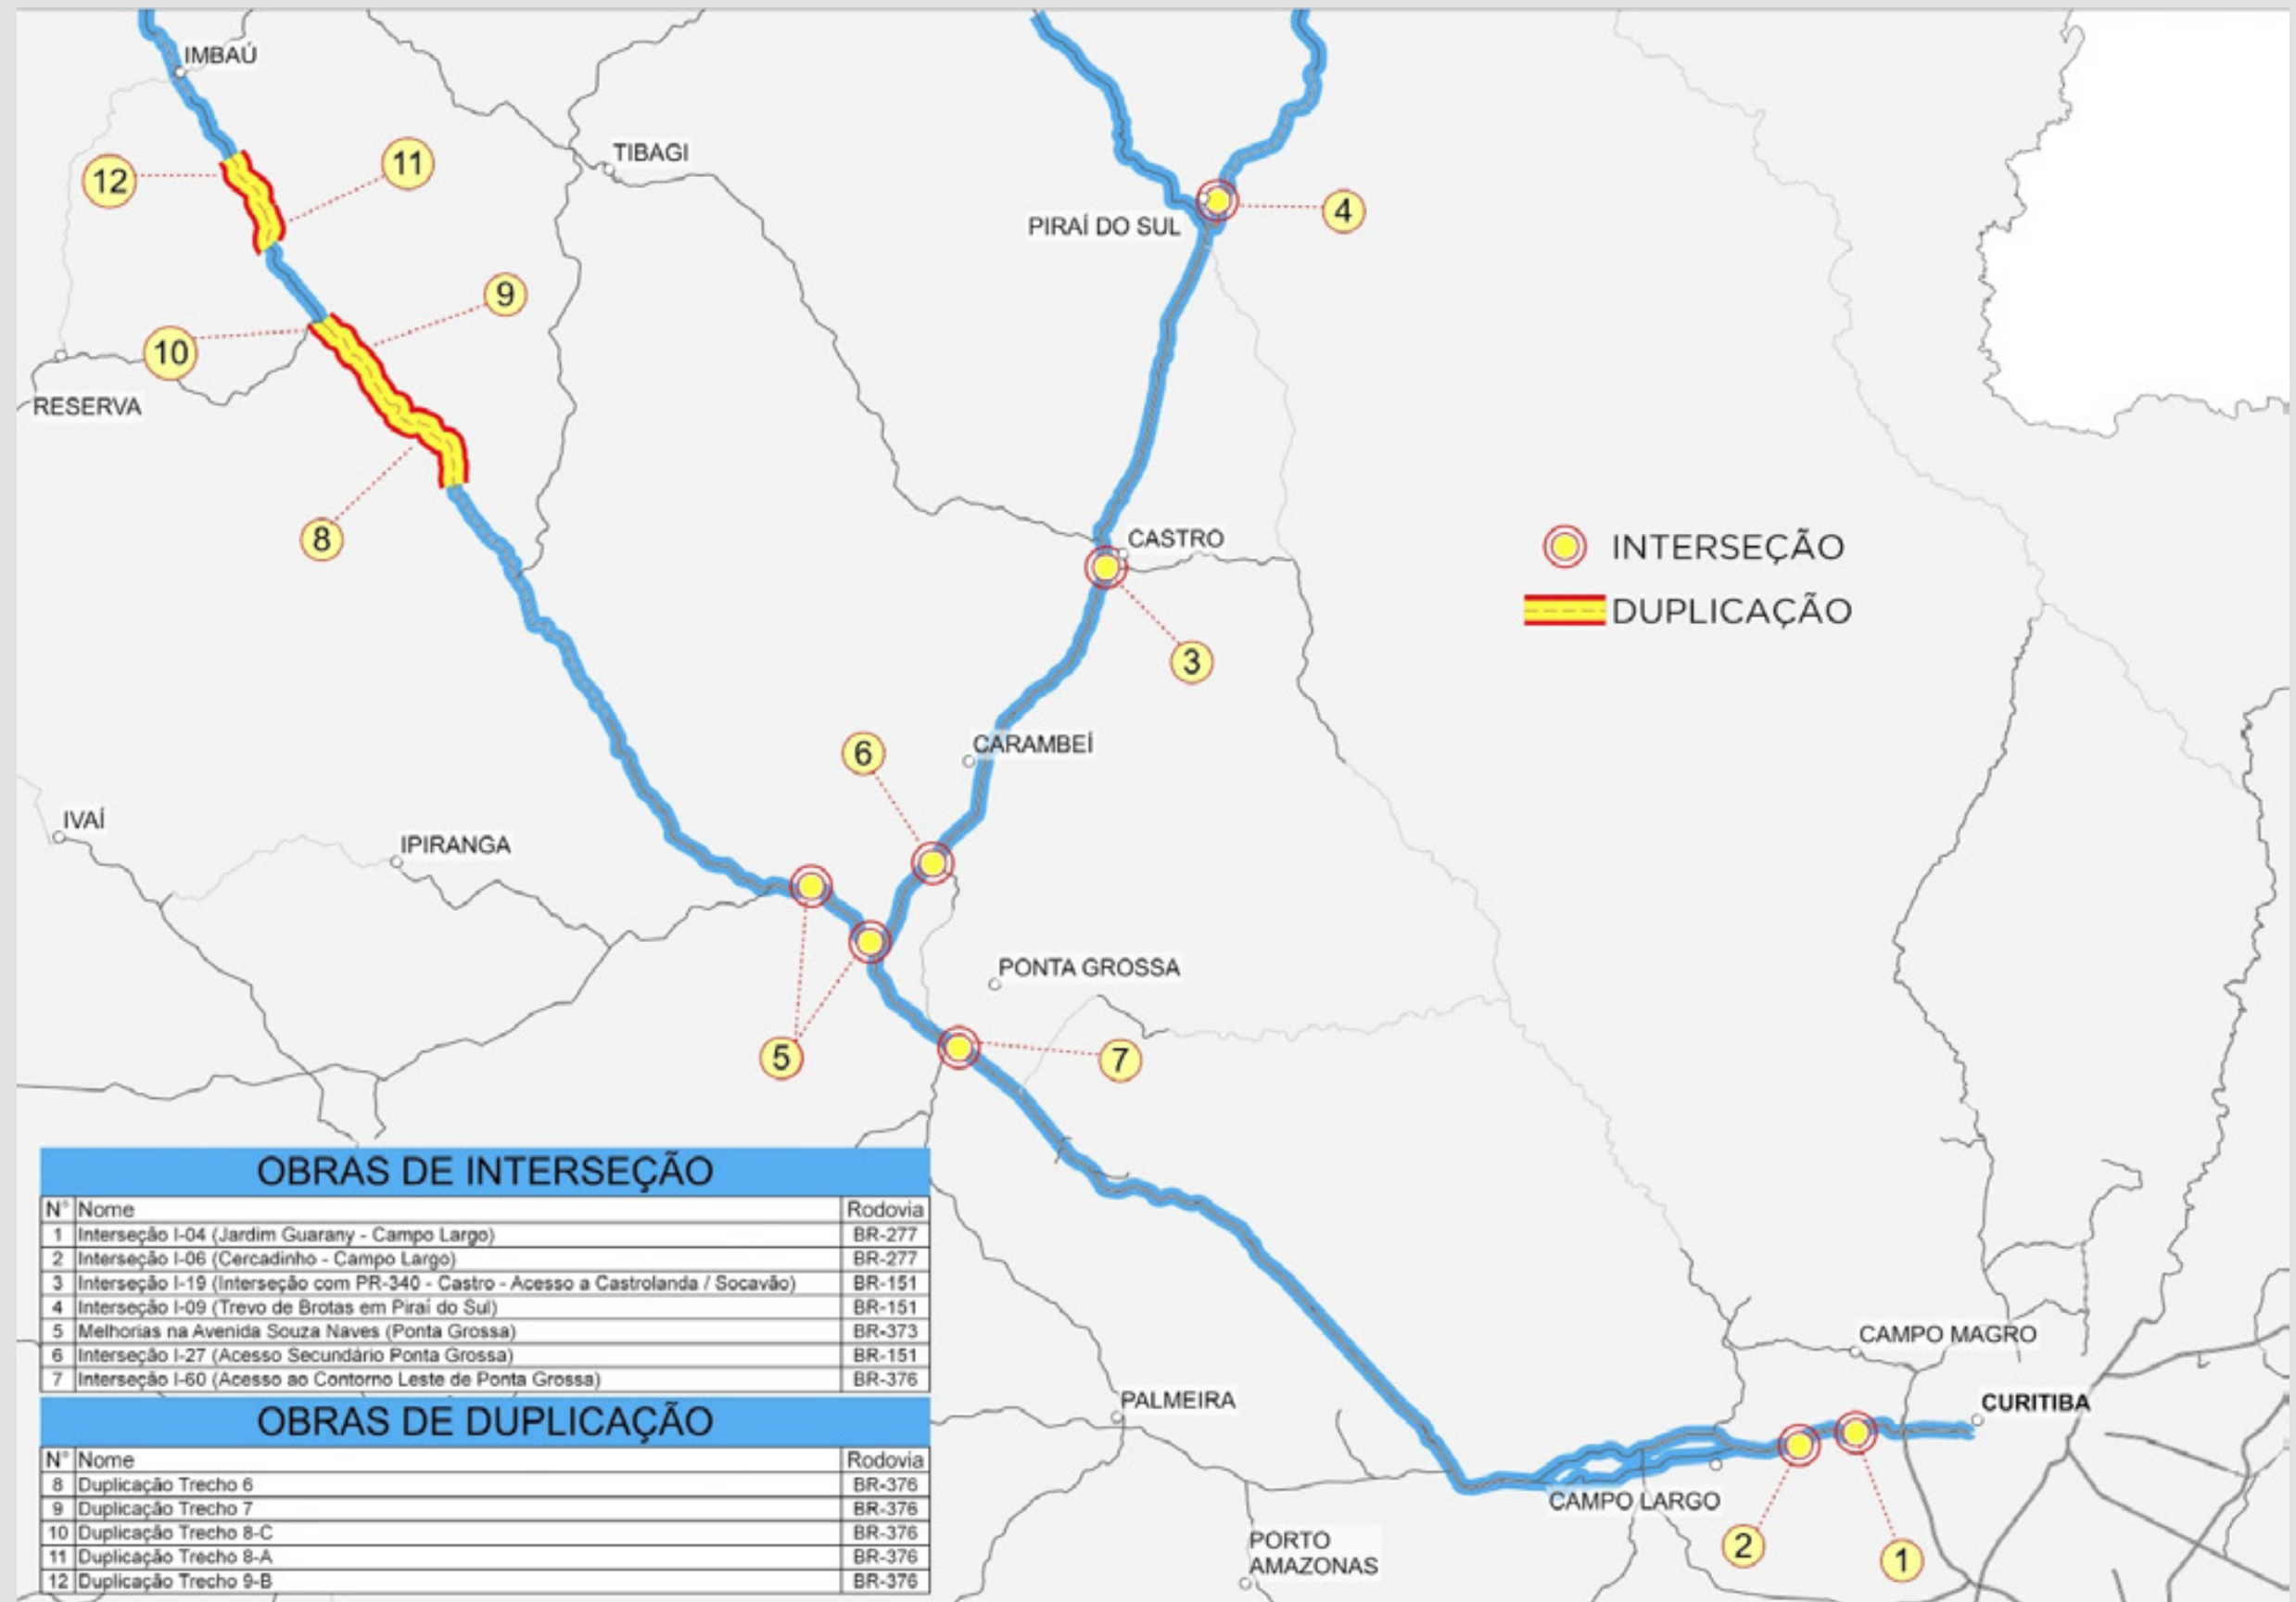 IMBAÚ
TIBAGI
12
11
4
PIRAÍ DO SUL
9
10
RESERVA
8
CASTRO
INTERSEÇÃO
DUPLICAÇÃO
3
CARAMBEÍ
6
IVAÍ
IPIRANGA
PONTA GROSSA
5
7
OBRAS DE INTERSEÇÃO
N° Nome Rodovia
1 Interseção I-04 (Jardim Guarany - Campo Largo) BR-277
2 Interseção I-06 (Cercadinho - Campo Largo) BR-277
3 Interseção I-19 (Interseção com PR-340 - Castro - Acesso a Castrolanda / Socavão) BR-151
4 Interseção I-09 (Trevo de Brotas em Piraí do Sul) BR-151
5 Melhorias na Avenida Souza Naves (Ponta Grossa) BR-373
6 Interseção I-27 (Acesso Secundário Ponta Grossa) BR-151
7 Interseção I-60 (Acesso ao Contorno Leste de Ponta Grossa) BR-376
OBRAS DE DUPLICAÇÃO
N° Nome Rodovia
8 Duplicação Trecho 6 BR-376
9 Duplicação Trecho 7 BR-376
10 Duplicação Trecho 8-C BR-376
11 Duplicação Trecho 8-A BR-376
12 Duplicação Trecho 9-B BR-376
CAMPO MAGRO
PALMEIRA
CURITIBA
CAMPO LARGO
PORTO
AMAZONAS
2
1